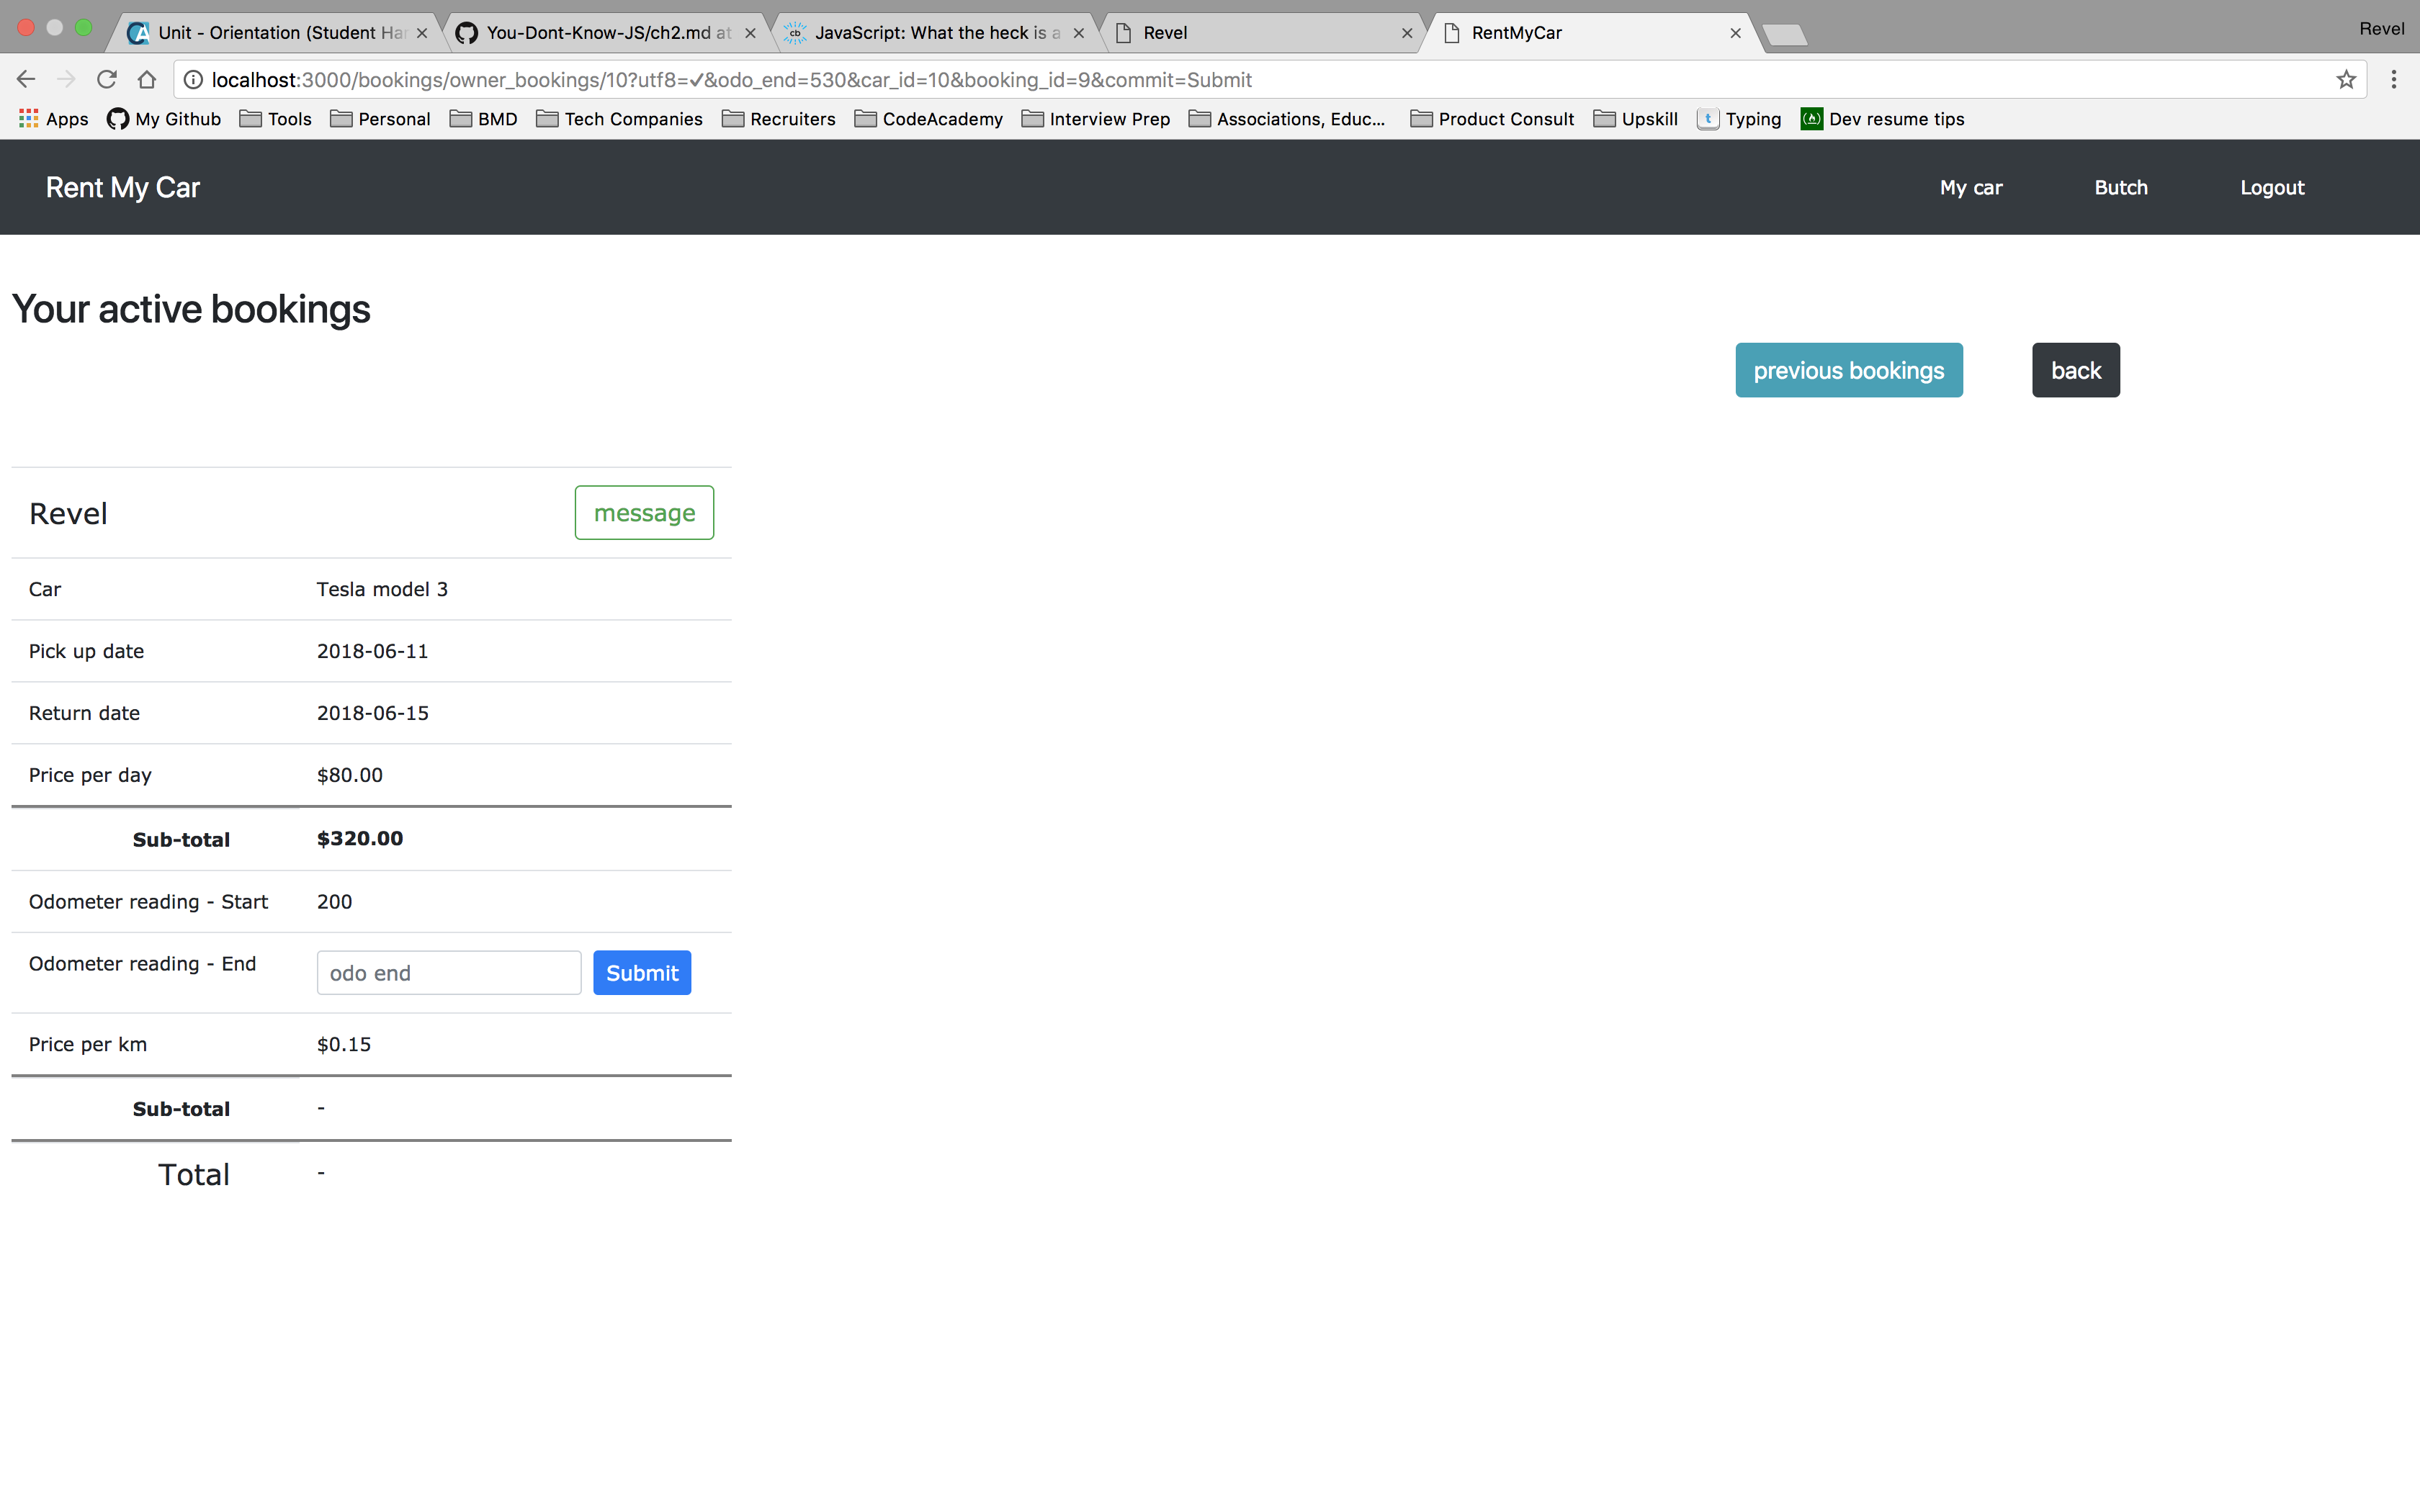 Unit - Orientation (Student Har
You-Dont-Know-JS/ch2.md at
JavaScript: What the heck is a
Revel
RentMyCar
Revel
localhost:3000/bookings/owner_bookings/10?utf8=✓&odo_end=530&car_id=10&booking_id=9&commit=Submit
Apps My Github Tools Personal BMD Tech Companies Recruiters CodeAcademy Interview Prep Associations, Educ... Product Consult Upskill t Typing Dev resume tips
Rent My Car My car Butch Logout
Your active bookings
previous bookings back
Revel message
Car Tesla model 3
Pick up date 2018-06-11
Return date 2018-06-15
Price per day $80.00
Sub-total $320.00
Odometer reading - Start 200
Odometer reading - End odo end Submit
Price per km $0.15
Sub-total -
Total -